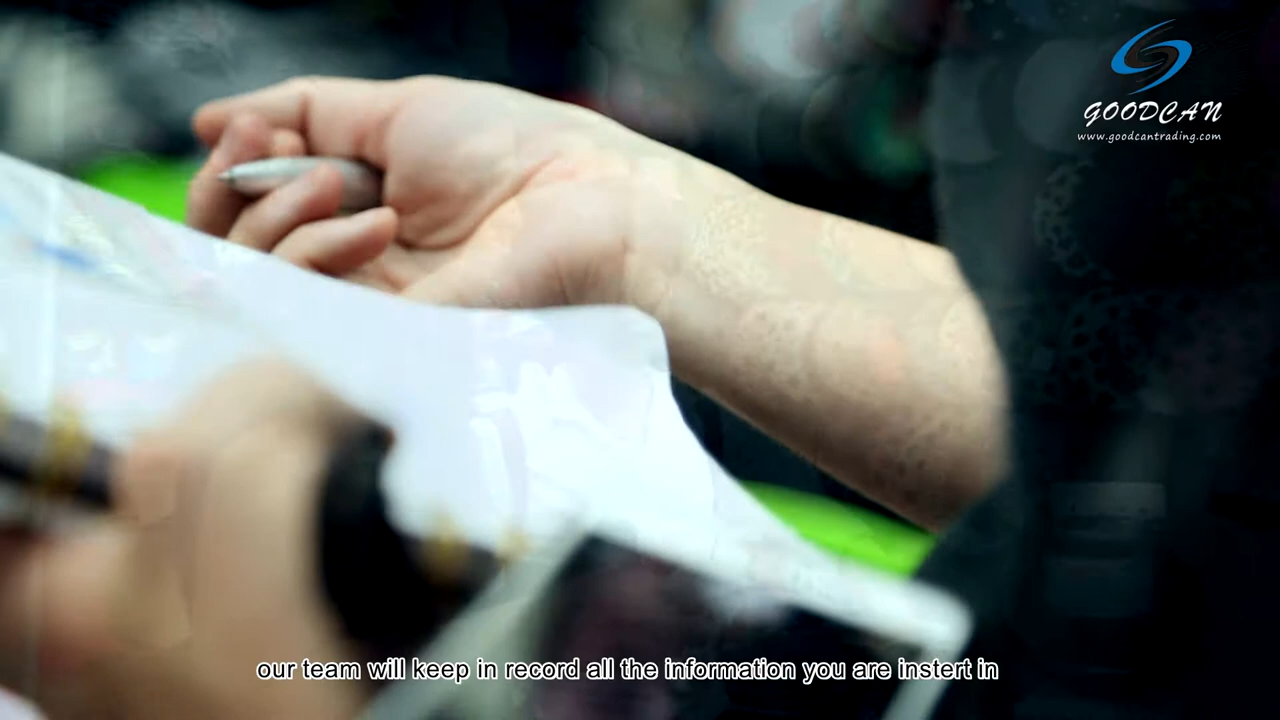 GOODCAN
www.goodcantrading.com
our team will keep in record all the information you are instert in